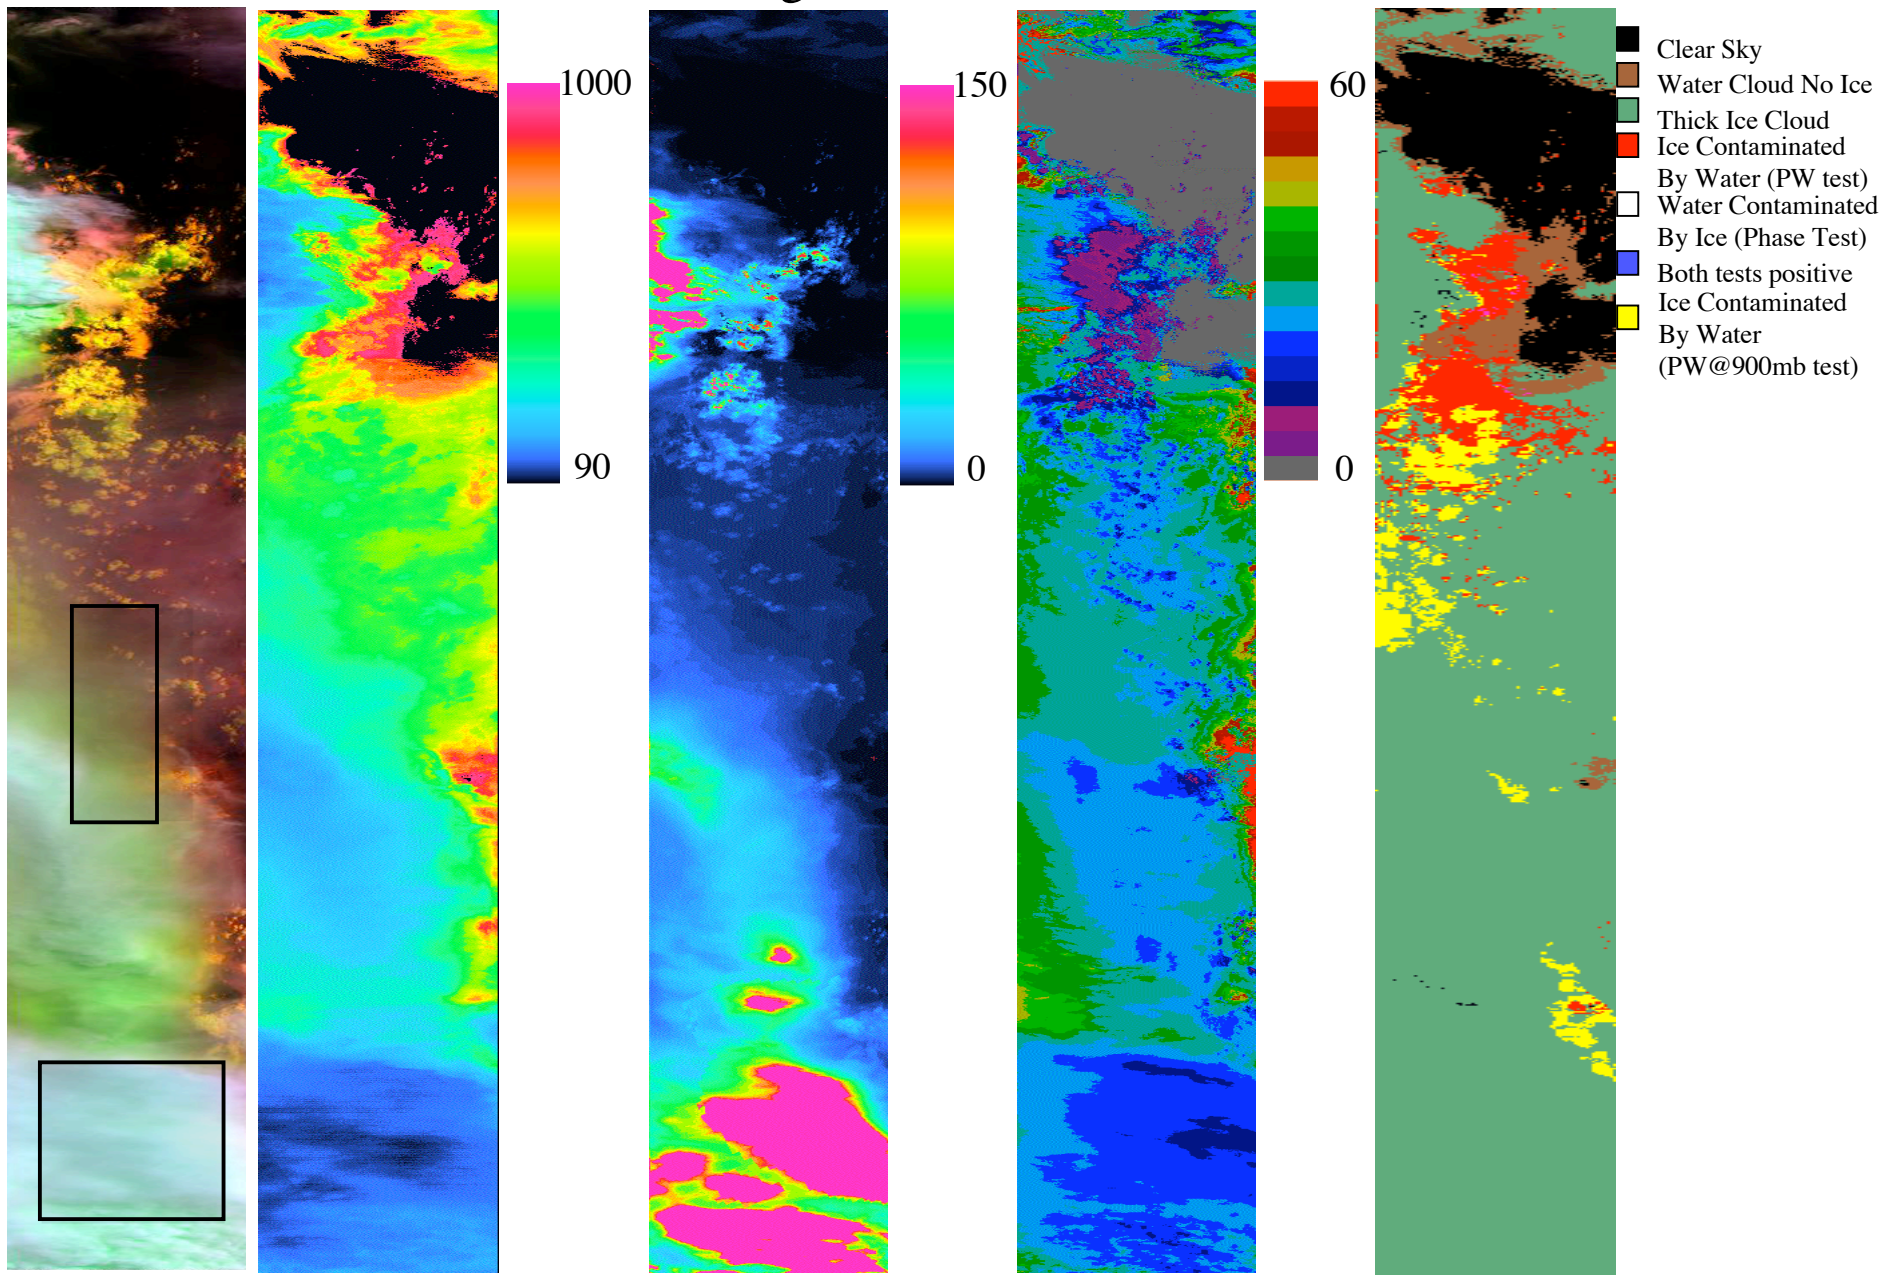 1000
90
150
0
60
0
Clear Sky
Water Cloud No Ice
Thick Ice Cloud
Ice Contaminated
By Water (PW test)
Water Contaminated
By Ice (Phase Test)
Both tests positive
Ice Contaminated
By Water
(PW@900mb test)